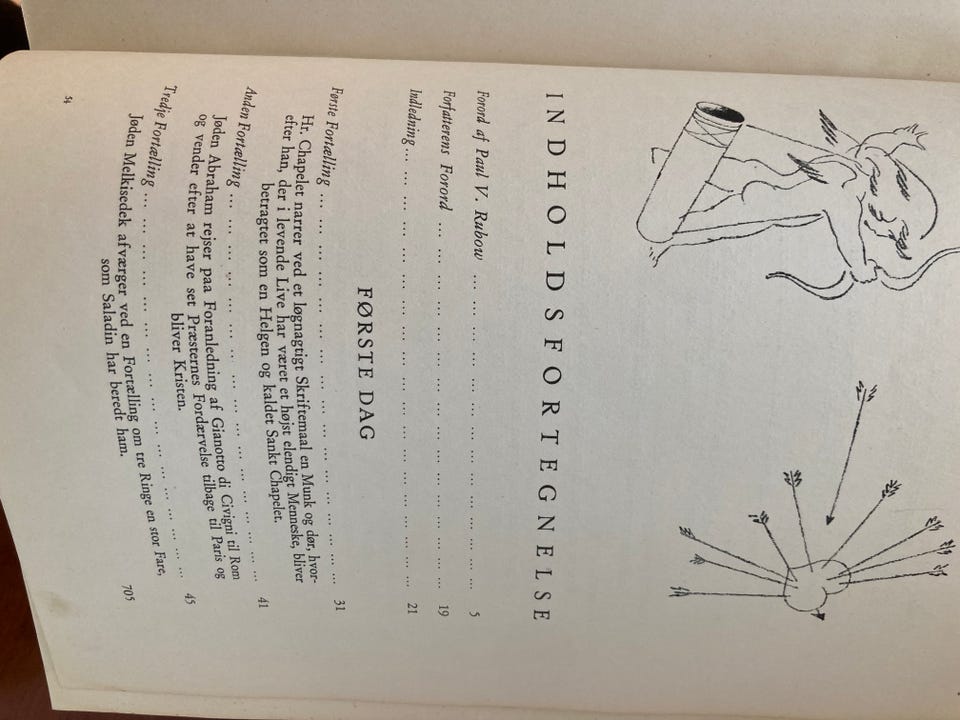 INDHOLDSFORTEGNELSE
Forord af Paul V. Rubow ... ... ... ... ... ... ... ... ... ... 5
Forfatterens Forord ... ... ... ... ... ... ... ... ... ... ... 19
Indledning ... ... ... ... ... ... ... ... ... ... ... ... ... 21
FØRSTE DAG
Første Fortælling ... ... ... ... ... ... ... ... ... ... ... ... 31
Hr. Chapelet narrer ved et løgnagtigt Skriftemaal en Munk og dør, hvor-
efter han, der i levende Live har været et højst elendigt Menneske, bliver
betragtet som en Helgen og kaldet Sankt Chapelet.
Anden Fortælling ... ... ... ... ... ... ... ... ... ... ... ... 41
Jøden Abraham rejser paa Foranledning af Gianotto di Civigni til Rom
og vender efter at have set Præsternes Fordærvelse tilbage til Paris og
bliver Kristen.
Tredje Fortælling ... ... ... ... ... ... ... ... ... ... ... ... 45
Jøden Melkisedek afværger ved en Fortælling om tre Ringe en stor Fare,
som Saladin har beredt ham.
705
54